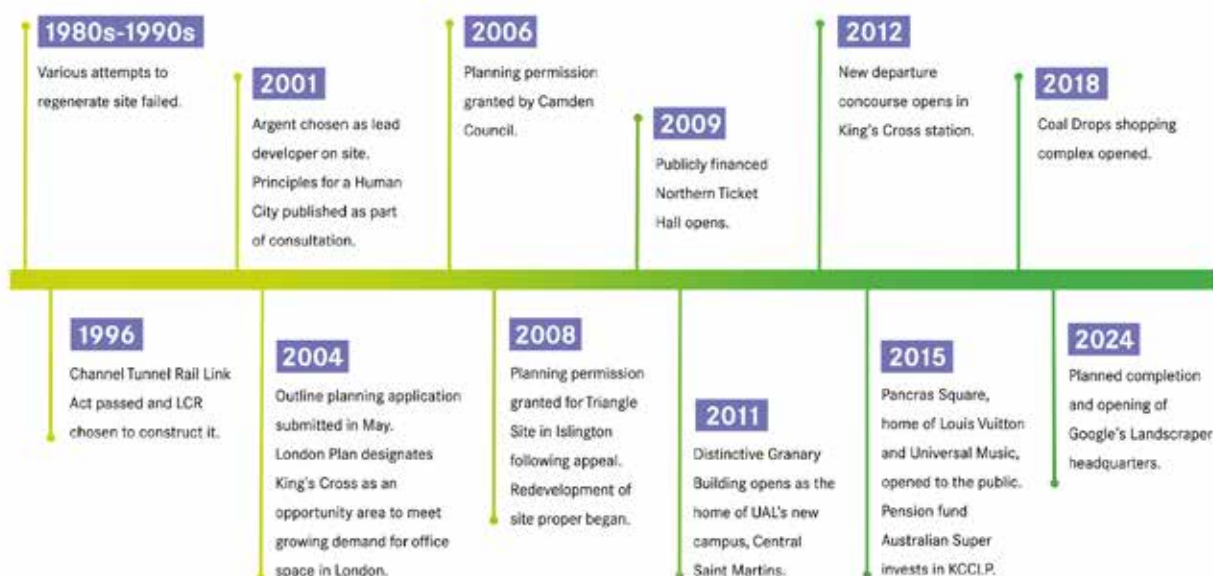 1980s-1990s
Various attempts to
regenerate site failed.
1996
Channel Tunnel Rail Link
Act passed and LCR
chosen to construct it.
2001
Argent chosen as lead
developer on site.
Principles for a Human
City published as part
of consultation.
2004
Outline planning application
submitted in May.
London Plan designates
King's Cross as an
opportunity area to meet
growing demand for office
space in London.
2006
Planning permission
granted by Camden
Council.
2008
Planning permission
granted for Triangle
Site in Islington
following appeal.
Redevelopment of
site proper began.
2009
Publicly financed
Northern Ticket
Hall opens.
2011
Distinctive Granary
Building opens as the
home of UAL's new
campus, Central
Saint Martins.
2012
New departure
concourse opens in
King's Cross station.
2015
Pancras Square,
home of Louis Vuitton
and Universal Music,
opened to the public.
Pension fund
Australian Super
invests in KCCLP.
2018
Coal Drops shopping
complex opened.
2024
Planned completion
and opening of
Google's Landscraper
headquarters.